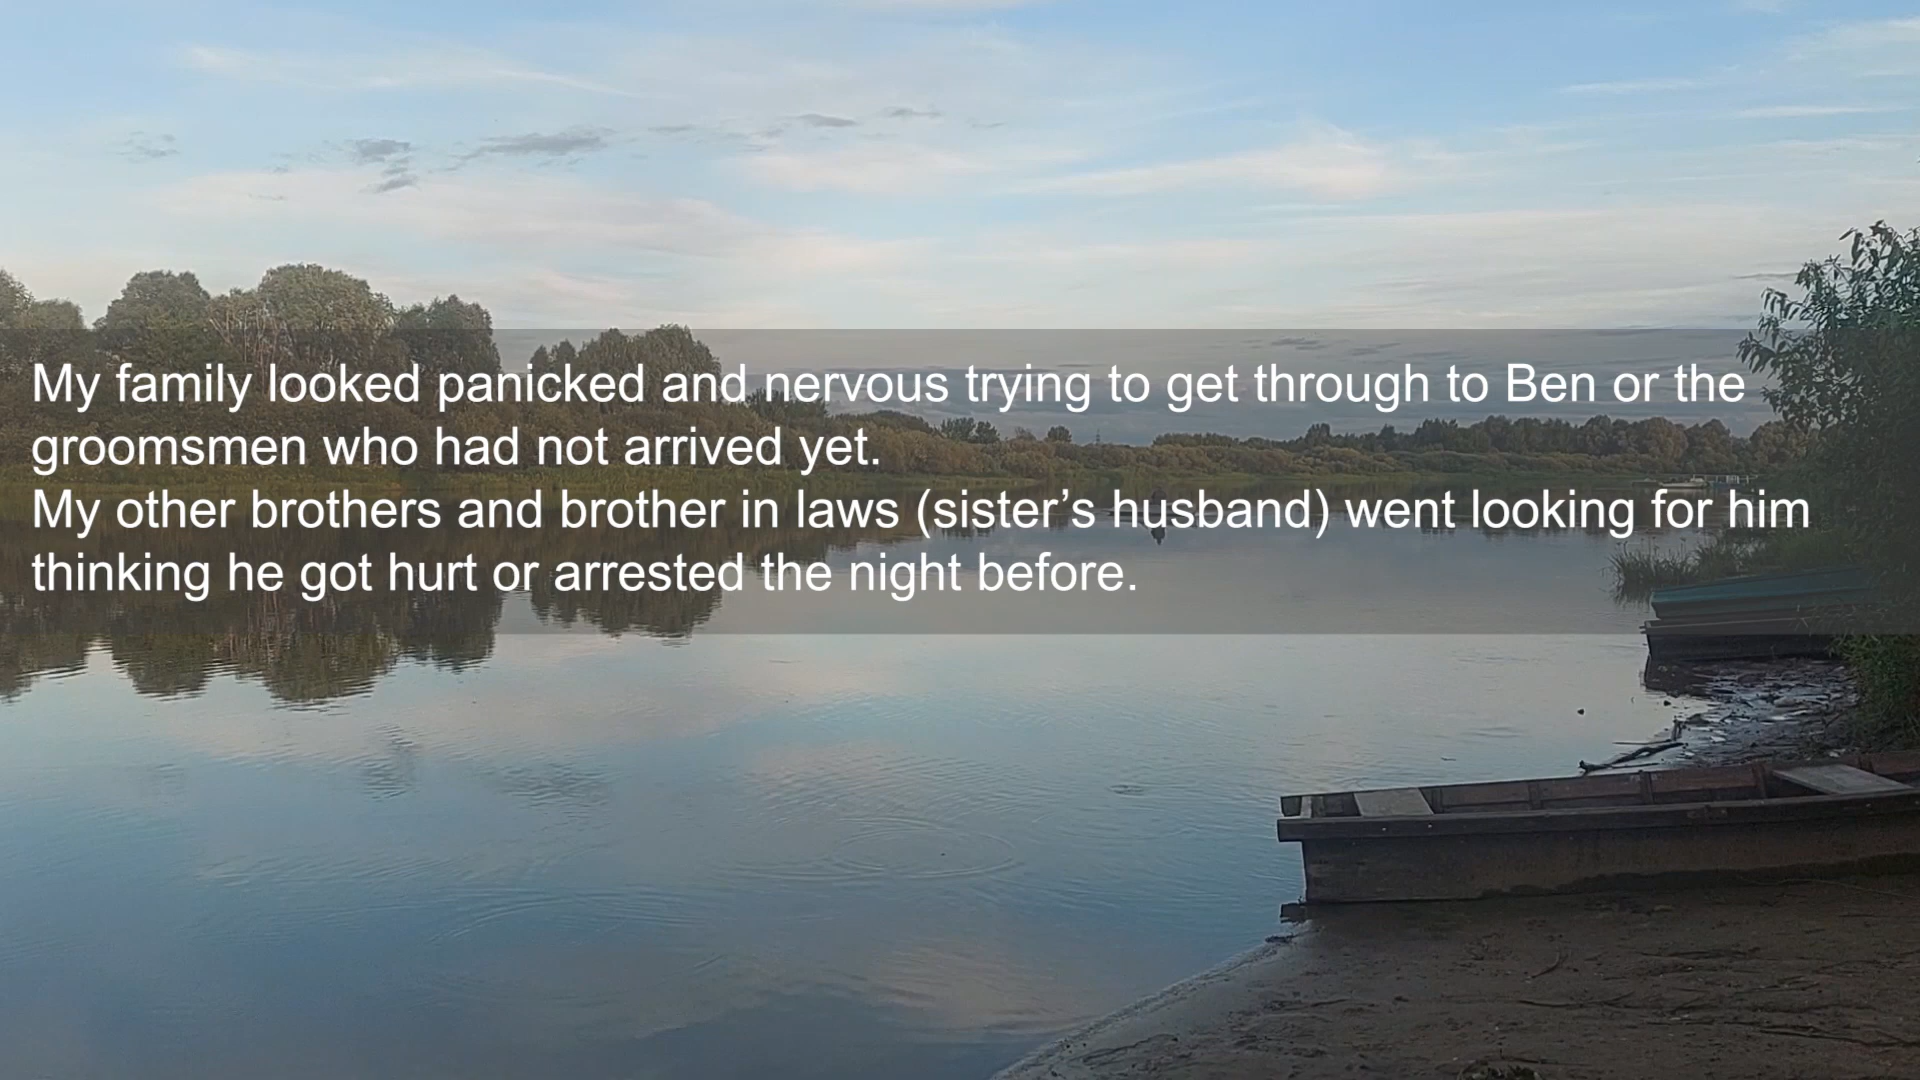 My family looked panicked and nervous trying to get through to Ben or the
groomsmen who had not arrived yet.
My other brothers and brother in laws (sister’s husband) went looking for him
thinking he got hurt or arrested the night before.